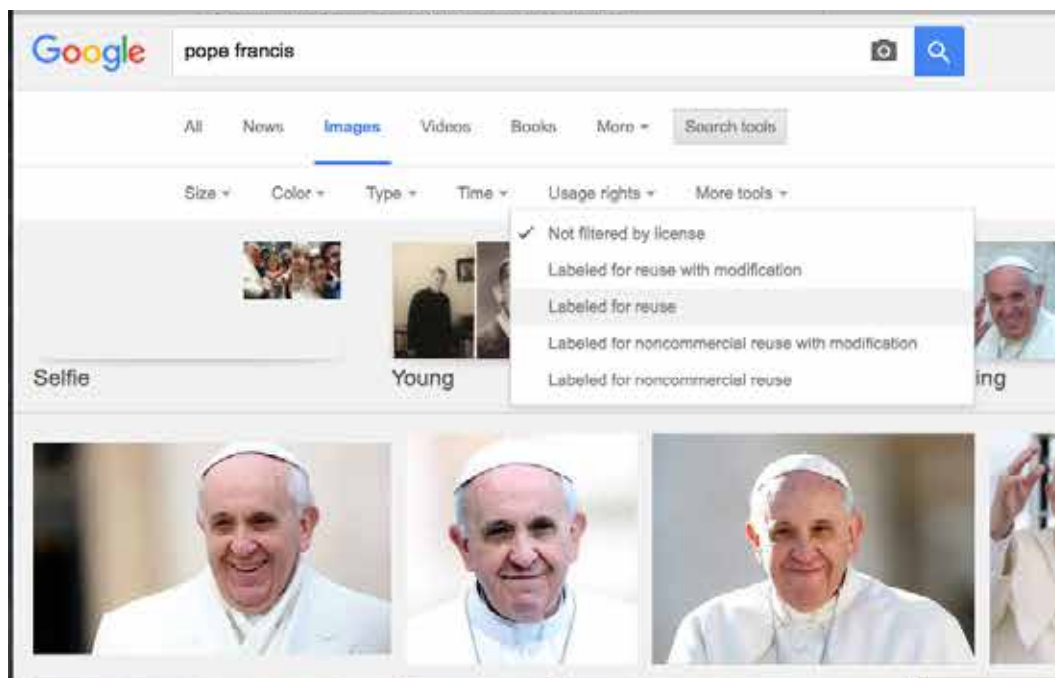 Google pope francis
All News Images Videos Books More Search tools
Size Color Type Time Usage rights More tools
✓ Not filtered by license
Labeled for reuse with modification
Labeled for reuse
Labeled for noncommercial reuse with modification
Labeled for noncommercial reuse
Selfie Young ing